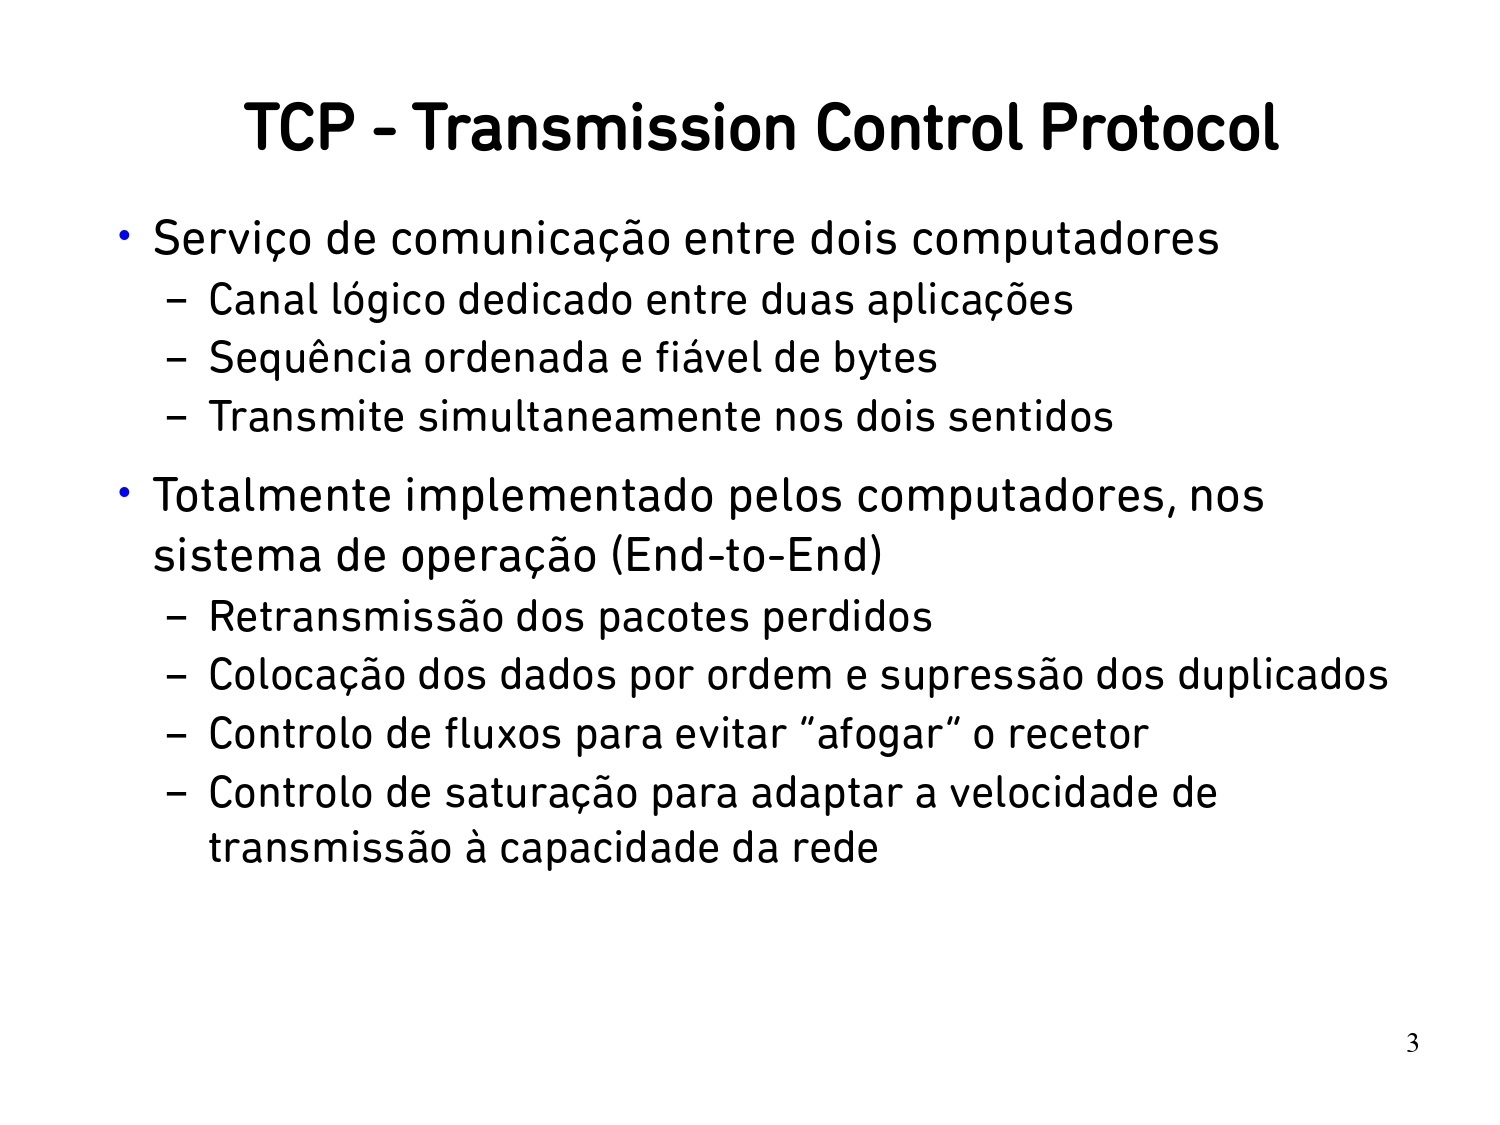 TCP - Transmission Control Protocol
• Serviço de comunicação entre dois computadores
– Canal lógico dedicado entre duas aplicações
– Sequência ordenada e fiável de bytes
– Transmite simultaneamente nos dois sentidos
• Totalmente implementado pelos computadores, nos
sistema de operação (End-to-End)
– Retransmissão dos pacotes perdidos
– Colocação dos dados por ordem e supressão dos duplicados
– Controlo de fluxos para evitar ”afogar” o recetor
– Controlo de saturação para adaptar a velocidade de
transmissão à capacidade da rede
3